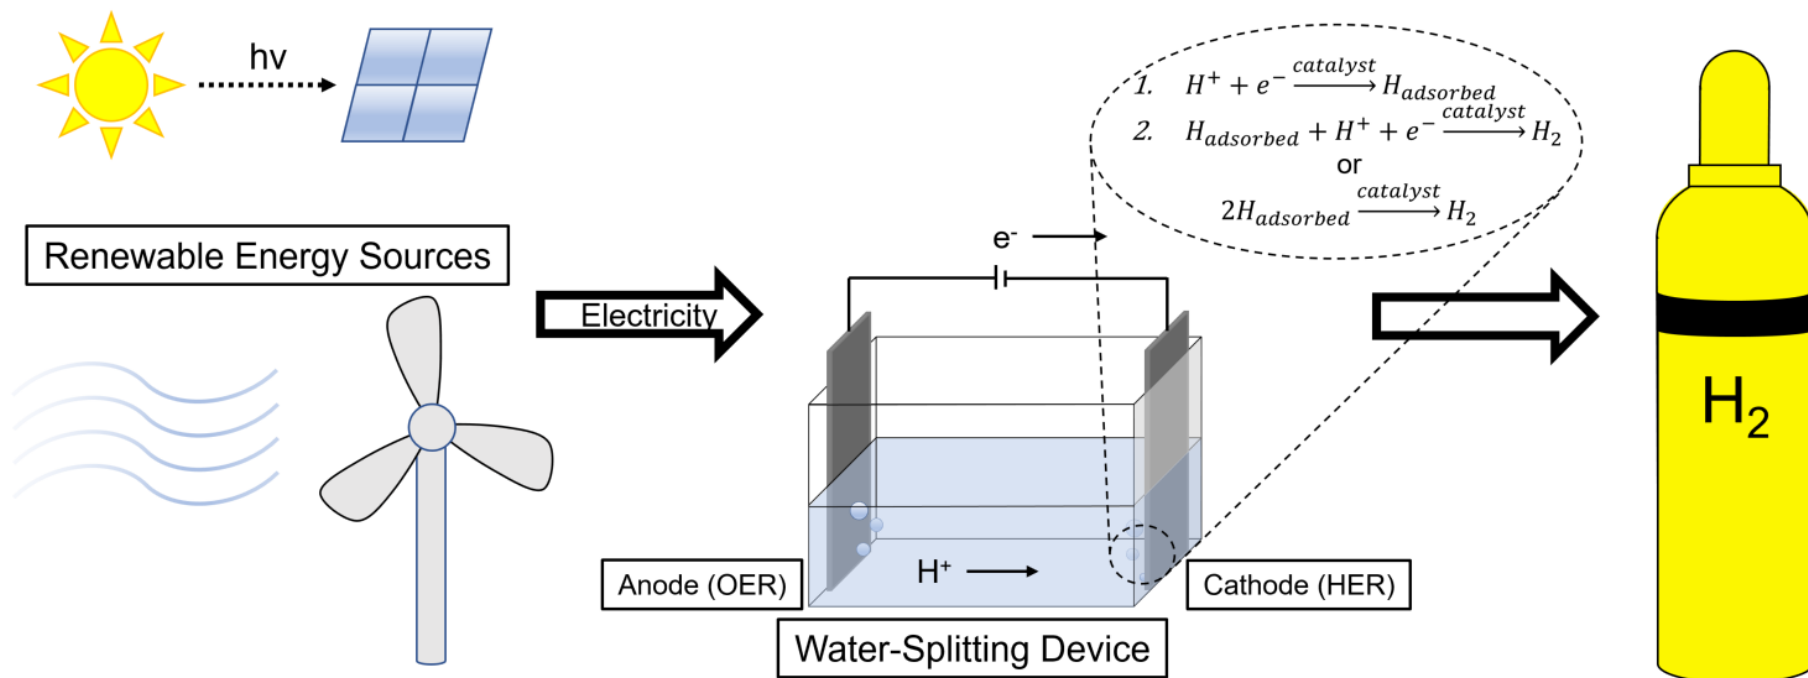 hv
Renewable Energy Sources
Electricity
e⁻
1. H⁺ + e⁻ catalyst⟶ H_adsorbed
2. H_adsorbed + H⁺ + e⁻ catalyst⟶ H₂
or
2H_adsorbed catalyst⟶ H₂
H⁺
Anode (OER)
Cathode (HER)
Water-Splitting Device
H₂